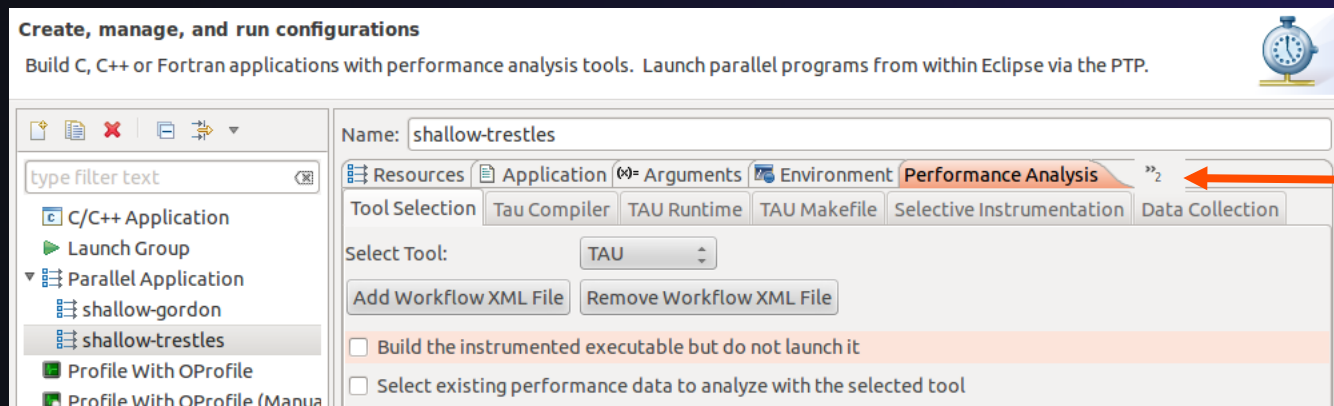 Create, manage, and run configurations
Build C, C++ or Fortran applications with performance analysis tools. Launch parallel programs from within Eclipse via the PTP.
Name: shallow-trestles
type filter text
C/C++ Application
Launch Group
Parallel Application
shallow-gordon
shallow-trestles
Profile With OProfile
Profile With OProfile (Manua
Resources Application (x)= Arguments Environment Performance Analysis »2
Tool Selection Tau Compiler TAU Runtime TAU Makefile Selective Instrumentation Data Collection
Select Tool: TAU
Add Workflow XML File Remove Workflow XML File
Build the instrumented executable but do not launch it
Select existing performance data to analyze with the selected tool